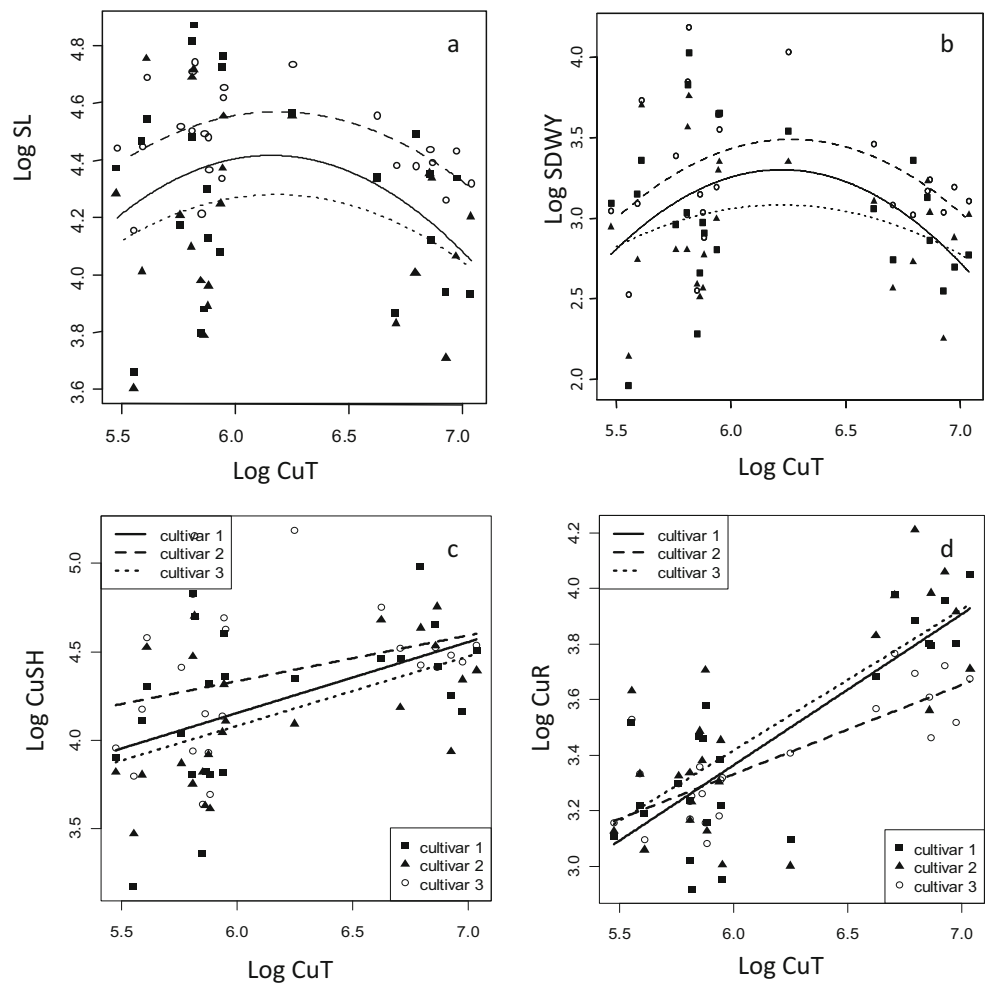 a
Log SL
4.8
4.6
4.4
4.2
4.0
3.8
3.6
5.5 6.0 6.5 7.0
Log CuT
b
Log SDWY
4.0
3.5
3.0
2.5
2.0
5.5 6.0 6.5 7.0
Log CuT
c
cultivar 1
cultivar 2
cultivar 3
Log CuSH
5.0
4.5
4.0
3.5
cultivar 1
cultivar 2
cultivar 3
5.5 6.0 6.5 7.0
Log CuT
d
cultivar 1
cultivar 2
cultivar 3
Log CuR
4.2
4.0
3.8
3.6
3.4
3.2
3.0
cultivar 1
cultivar 2
cultivar 3
5.5 6.0 6.5 7.0
Log CuT